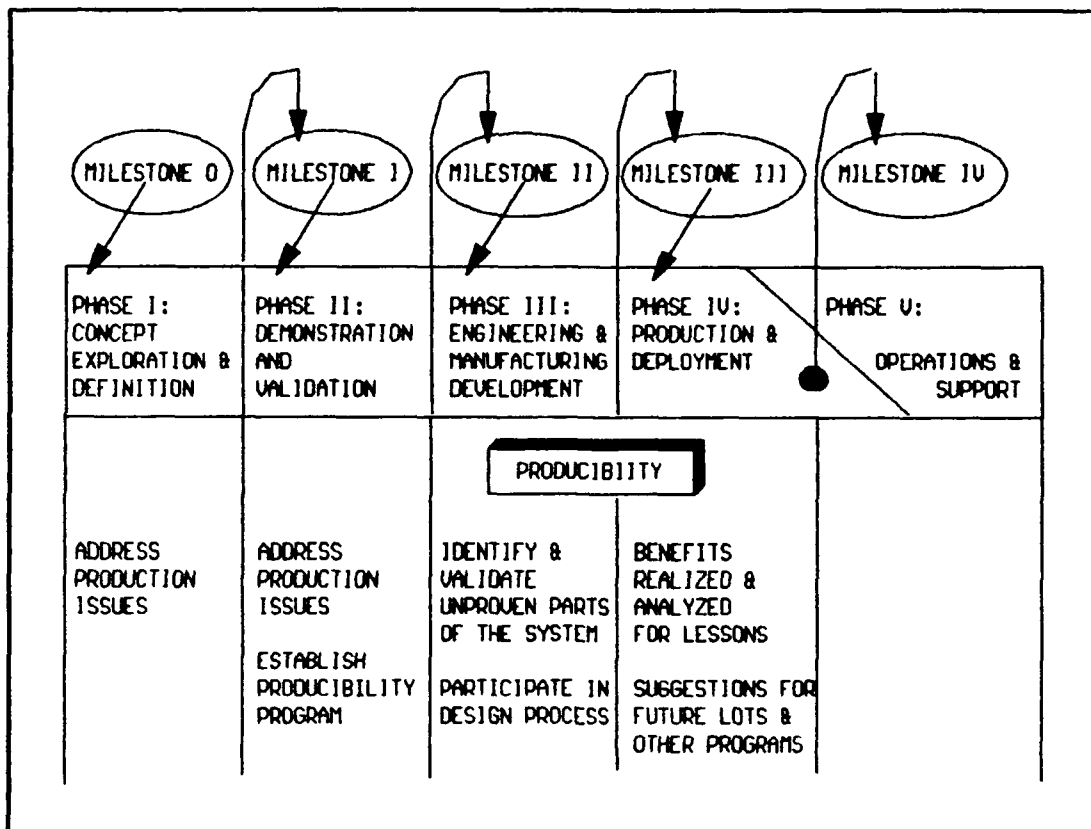 MILESTONE 0
MILESTONE I
MILESTONE II
MILESTONE III
MILESTONE IV
PHASE I:
CONCEPT
EXPLORATION &
DEFINITION
PHASE II:
DEMONSTRATION
AND
VALIDATION
PHASE III:
ENGINEERING &
MANUFACTURING
DEVELOPMENT
PHASE IV:
PRODUCTION &
DEPLOYMENT
PHASE V:
OPERATIONS &
SUPPORT
PRODUCIBIITY
ADDRESS
PRODUCTION
ISSUES
ADDRESS
PRODUCTION
ISSUES
ESTABLISH
PRODUCIBILITY
PROGRAM
IDENTIFY &
VALIDATE
UNPROVEN PARTS
OF THE SYSTEM
PARTICIPATE IN
DESIGN PROCESS
BENEFITS
REALIZED &
ANALYZED
FOR LESSONS
SUGGESTIONS FOR
FUTURE LOTS &
OTHER PROGRAMS